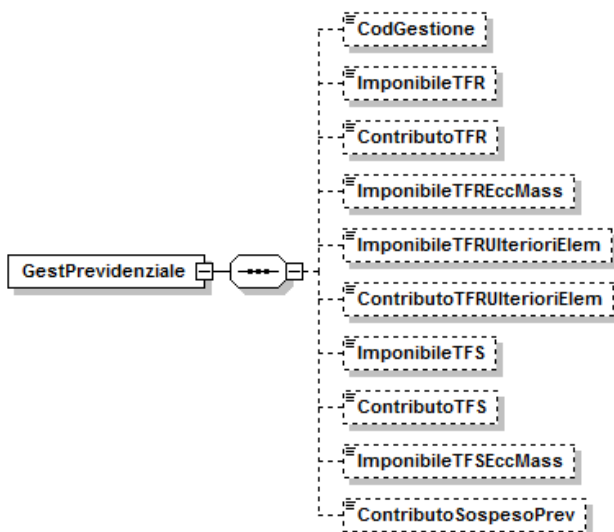 CodGestione
ImponibileTFR
ContributoTFR
ImponibileTFREccMass
ImponibileTFRUlterioriElem
GestPrevidenziale
ContributoTFRUlterioriElem
ImponibileTFS
ContributoTFS
ImponibileTFSEccMass
ContributoSospesoPrev